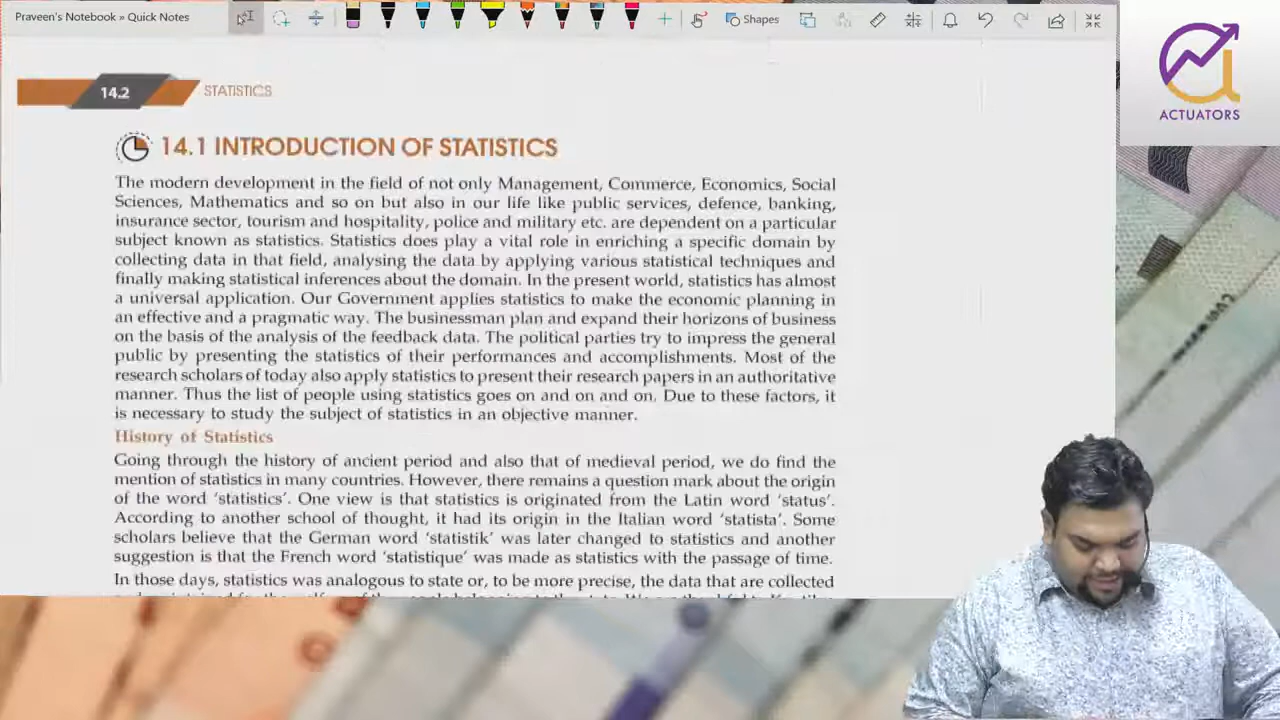 Praveen's Notebook » Quick Notes
Shapes
ACTUATORS
14.2
STATISTICS
14.1 INTRODUCTION OF STATISTICS
The modern development in the field of not only Management, Commerce, Economics, Social
Sciences, Mathematics and so on but also in our life like public services, defence, banking,
insurance sector, tourism and hospitality, police and military etc. are dependent on a particular
subject known as statistics. Statistics does play a vital role in enriching a specific domain by
collecting data in that field, analysing the data by applying various statistical techniques and
finally making statistical inferences about the domain. In the present world, statistics has almost
a universal application. Our Government applies statistics to make the economic planning in
an effective and a pragmatic way. The businessman plan and expand their horizons of business
on the basis of the analysis of the feedback data. The political parties try to impress the general
public by presenting the statistics of their performances and accomplishments. Most of the
research scholars of today also apply statistics to present their research papers in an authoritative
manner. Thus the list of people using statistics goes on and on and on. Due to these factors, it
is necessary to study the subject of statistics in an objective manner.
History of Statistics
Going through the history of ancient period and also that of medieval period, we do find the
mention of statistics in many countries. However, there remains a question mark about the origin
of the word 'statistics'. One view is that statistics is originated from the Latin word 'status'.
According to another school of thought, it had its origin in the Italian word 'statista'. Some
scholars believe that the German word 'statistik' was later changed to statistics and another
suggestion is that the French word 'statistique' was made as statistics with the passage of time.
In those days, statistics was analogous to state or, to be more precise, the data that are collected